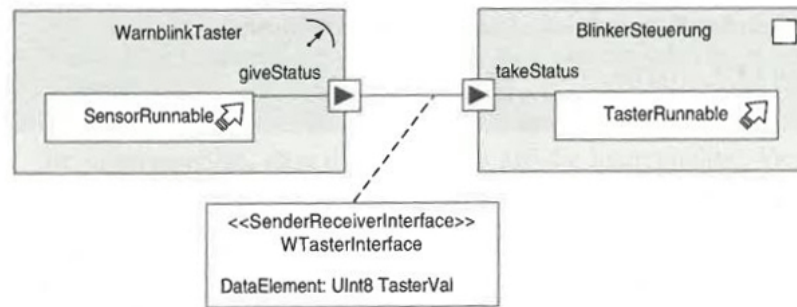 WarnblinkTaster
BlinkerSteuerung
giveStatus
takeStatus
SensorRunnable
TasterRunnable
<<SenderReceiverInterface>>
WTasterInterface
DataElement: UInt8 TasterVal